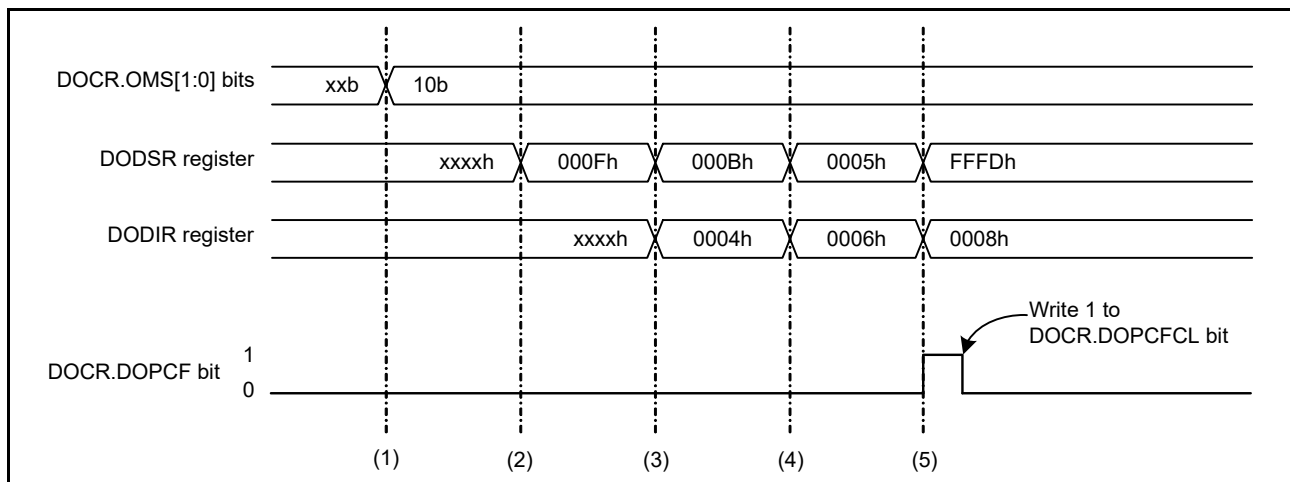 DOCR.OMS[1:0] bits xxb 10b
DODSR register xxxxh 000Fh 000Bh 0005h FFFDh
DODIR register xxxxh 0004h 0006h 0008h
Write 1 to
DOCR.DOPCFCL bit
1
DOCR.DOPCF bit
0
(1) (2) (3) (4) (5)